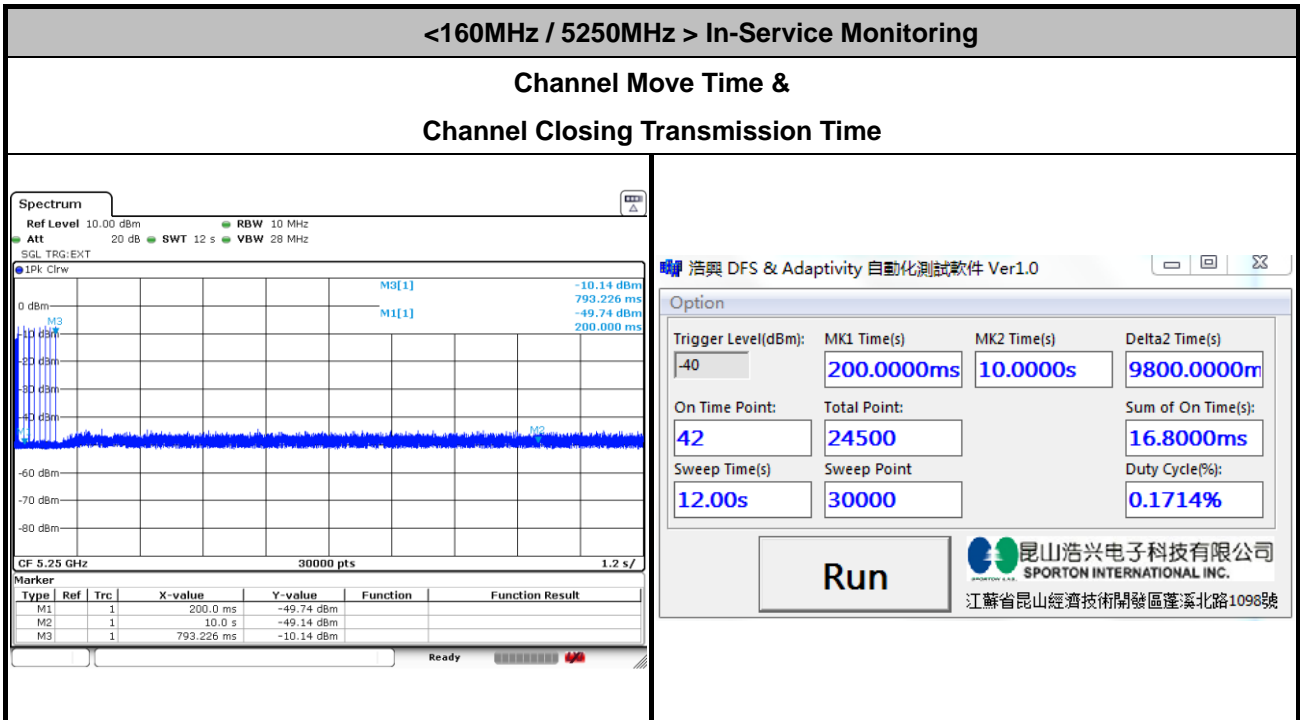 <160MHz / 5250MHz > In-Service Monitoring
Channel Move Time &
Channel Closing Transmission Time
Spectrum
Ref Level 10.00 dBm RBW 10 MHz
Att 20 dB SWT 12 s VBW 28 MHz
SGL TRG:EXT
1Pk Clrw
M3[1] -10.14 dBm
793.226 ms
M1[1] -49.74 dBm
200.000 ms
0 dBm
M3
-10 dBm
-20 dBm
-30 dBm
-40 dBm
M2
-60 dBm
-70 dBm
-80 dBm
CF 5.25 GHz 30000 pts 1.2 s/
Marker
Type Ref Trc X-value Y-value Function Function Result
M1 1 200.0 ms -49.74 dBm
M2 1 10.0 s -49.14 dBm
M3 1 793.226 ms -10.14 dBm
Ready
浩興 DFS & Adaptivity 自動化測試軟件 Ver1.0
Option
Trigger Level(dBm): MK1 Time(s) MK2 Time(s) Delta2 Time(s)
-40 200.0000ms 10.0000s 9800.0000m
On Time Point: Total Point: Sum of On Time(s):
42 24500 16.8000ms
Sweep Time(s) Sweep Point Duty Cycle(%):
12.00s 30000 0.1714%
Run
昆山浩兴电子科技有限公司
SPORTON LAB. SPORTON INTERNATIONAL INC.
江蘇省昆山經濟技術開發區蓬溪北路1098號